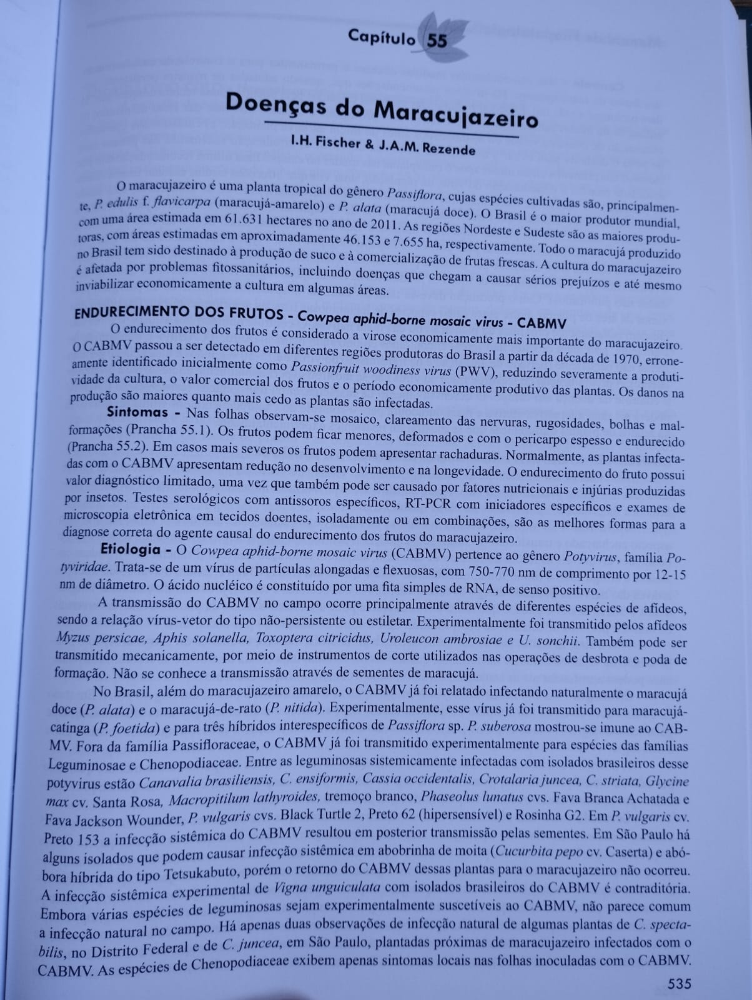 Capítulo 55
Doenças do Maracujazeiro
I.H. Fischer & J.A.M. Rezende
O maracujazeiro é uma planta tropical do gênero Passiflora, cujas espécies cultivadas são, principalmen-
te, P. edulis f. flavicarpa (maracujá-amarelo) e P. alata (maracujá doce). O Brasil é o maior produtor mundial,
com uma área estimada em 61.631 hectares no ano de 2011. As regiões Nordeste e Sudeste são as maiores produ-
toras, com áreas estimadas em aproximadamente 46.153 e 7.655 ha, respectivamente. Todo o maracujá produzido
no Brasil tem sido destinado à produção de suco e à comercialização de frutas frescas. A cultura do maracujazeiro
é afetada por problemas fitossanitários, incluindo doenças que chegam a causar sérios prejuízos e até mesmo
inviabilizar economicamente a cultura em algumas áreas.
ENDURECIMENTO DOS FRUTOS - Cowpea aphid-borne mosaic virus - CABMV
O endurecimento dos frutos é considerado a virose economicamente mais importante do maracujazeiro.
O CABMV passou a ser detectado em diferentes regiões produtoras do Brasil a partir da década de 1970, errone-
amente identificado inicialmente como Passionfruit woodiness virus (PWV), reduzindo severamente a produti-
vidade da cultura, o valor comercial dos frutos e o período economicamente produtivo das plantas. Os danos na
produção são maiores quanto mais cedo as plantas são infectadas.
Sintomas - Nas folhas observam-se mosaico, clareamento das nervuras, rugosidades, bolhas e mal-
formações (Prancha 55.1). Os frutos podem ficar menores, deformados e com o pericarpo espesso e endurecido
(Prancha 55.2). Em casos mais severos os frutos podem apresentar rachaduras. Normalmente, as plantas infecta-
das com o CABMV apresentam redução no desenvolvimento e na longevidade. O endurecimento do fruto possui
valor diagnóstico limitado, uma vez que também pode ser causado por fatores nutricionais e injúrias produzidas
por insetos. Testes serológicos com antissoros específicos, RT-PCR com iniciadores específicos e exames de
microscopia eletrônica em tecidos doentes, isoladamente ou em combinações, são as melhores formas para a
diagnose correta do agente causal do endurecimento dos frutos do maracujazeiro.
Etiologia - O Cowpea aphid-borne mosaic virus (CABMV) pertence ao gênero Potyvirus, família Po-
tyviridae. Trata-se de um vírus de partículas alongadas e flexuosas, com 750-770 nm de comprimento por 12-15
nm de diâmetro. O ácido nucléico é constituído por uma fita simples de RNA, de senso positivo.
A transmissão do CABMV no campo ocorre principalmente através de diferentes espécies de afídeos,
sendo a relação vírus-vetor do tipo não-persistente ou estiletar. Experimentalmente foi transmitido pelos afídeos
Myzus persicae, Aphis solanella, Toxoptera citricidus, Uroleucon ambrosiae e U. sonchii. Também pode ser
transmitido mecanicamente, por meio de instrumentos de corte utilizados nas operações de desbrota e poda de
formação. Não se conhece a transmissão através de sementes de maracujá.
No Brasil, além do maracujazeiro amarelo, o CABMV já foi relatado infectando naturalmente o maracujá
doce (P. alata) e o maracujá-de-rato (P. nitida). Experimentalmente, esse vírus já foi transmitido para maracujá-
catinga (P. foetida) e para três híbridos interespecíficos de Passiflora sp. P. suberosa mostrou-se imune ao CAB-
MV. Fora da família Passifloraceae, o CABMV já foi transmitido experimentalmente para espécies das famílias
Leguminosae e Chenopodiaceae. Entre as leguminosas sistemicamente infectadas com isolados brasileiros desse
potyvirus estão Canavalia brasiliensis, C. ensiformis, Cassia occidentalis, Crotalaria juncea, C. striata, Glycine
max cv. Santa Rosa, Macropitilum lathyroides, tremoço branco, Phaseolus lunatus cvs. Fava Branca Achatada e
Fava Jackson Wounder, P. vulgaris cvs. Black Turtle 2, Preto 62 (hipersensível) e Rosinha G2. Em P. vulgaris cv.
Preto 153 a infecção sistêmica do CABMV resultou em posterior transmissão pelas sementes. Em São Paulo há
alguns isolados que podem causar infecção sistêmica em abobrinha de moita (Cucurbita pepo cv. Caserta) e abó-
bora híbrida do tipo Tetsukabuto, porém o retorno do CABMV dessas plantas para o maracujazeiro não ocorreu.
A infecção sistêmica experimental de Vigna unguiculata com isolados brasileiros do CABMV é contraditória.
Embora várias espécies de leguminosas sejam experimentalmente suscetíveis ao CABMV, não parece comum
a infecção natural no campo. Há apenas duas observações de infecção natural de algumas plantas de C. specta-
bilis, no Distrito Federal e de C. juncea, em São Paulo, plantadas próximas de maracujazeiro infectados com o
CABMV. As espécies de Chenopodiaceae exibem apenas sintomas locais nas folhas inoculadas com o CABMV.
535